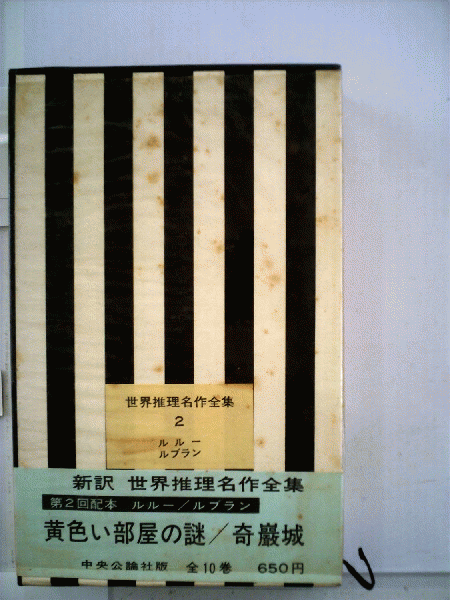 世界推理名作全集
2
ルルー
ルブラン
新訳 世界推理名作全集
第2回配本 ルルー/ルブラン
黄色い部屋の謎/奇巌城
中央公論社版 全10巻 650円